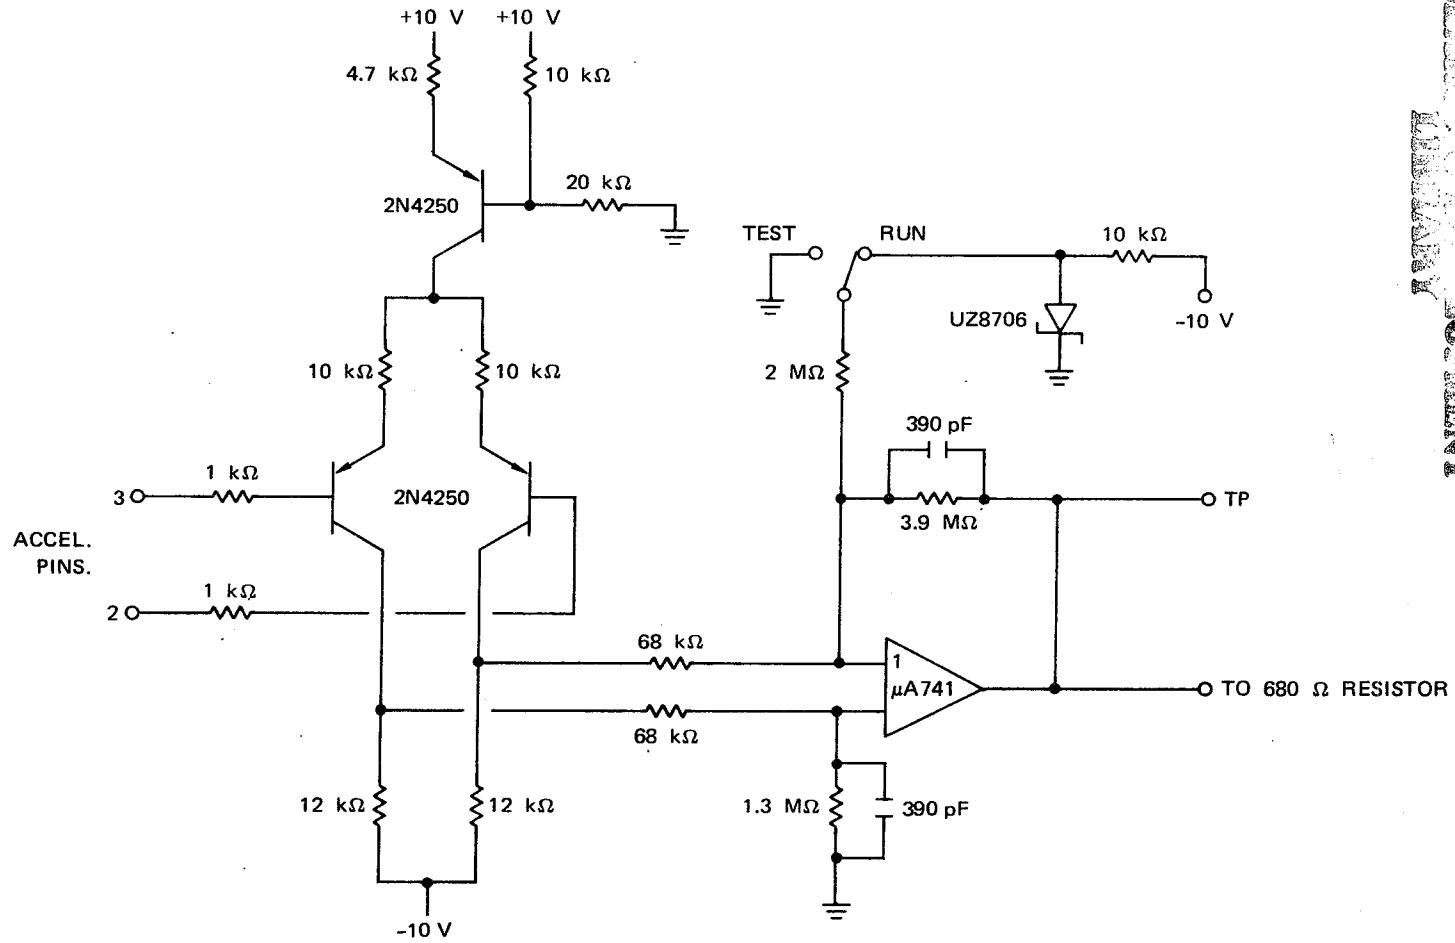 +10 V +10 V
4.7 kΩ 10 kΩ
20 kΩ
2N4250
TEST RUN 10 kΩ
UZ8706
-10 V
10 kΩ 10 kΩ 2 MΩ
390 pF
1 kΩ
3 2N4250 TP
3.9 MΩ
ACCEL.
PINS.
1 kΩ
2
68 kΩ
1
μA741 TO 680 Ω RESISTOR
68 kΩ
12 kΩ 12 kΩ 1.3 MΩ 390 pF
-10 V